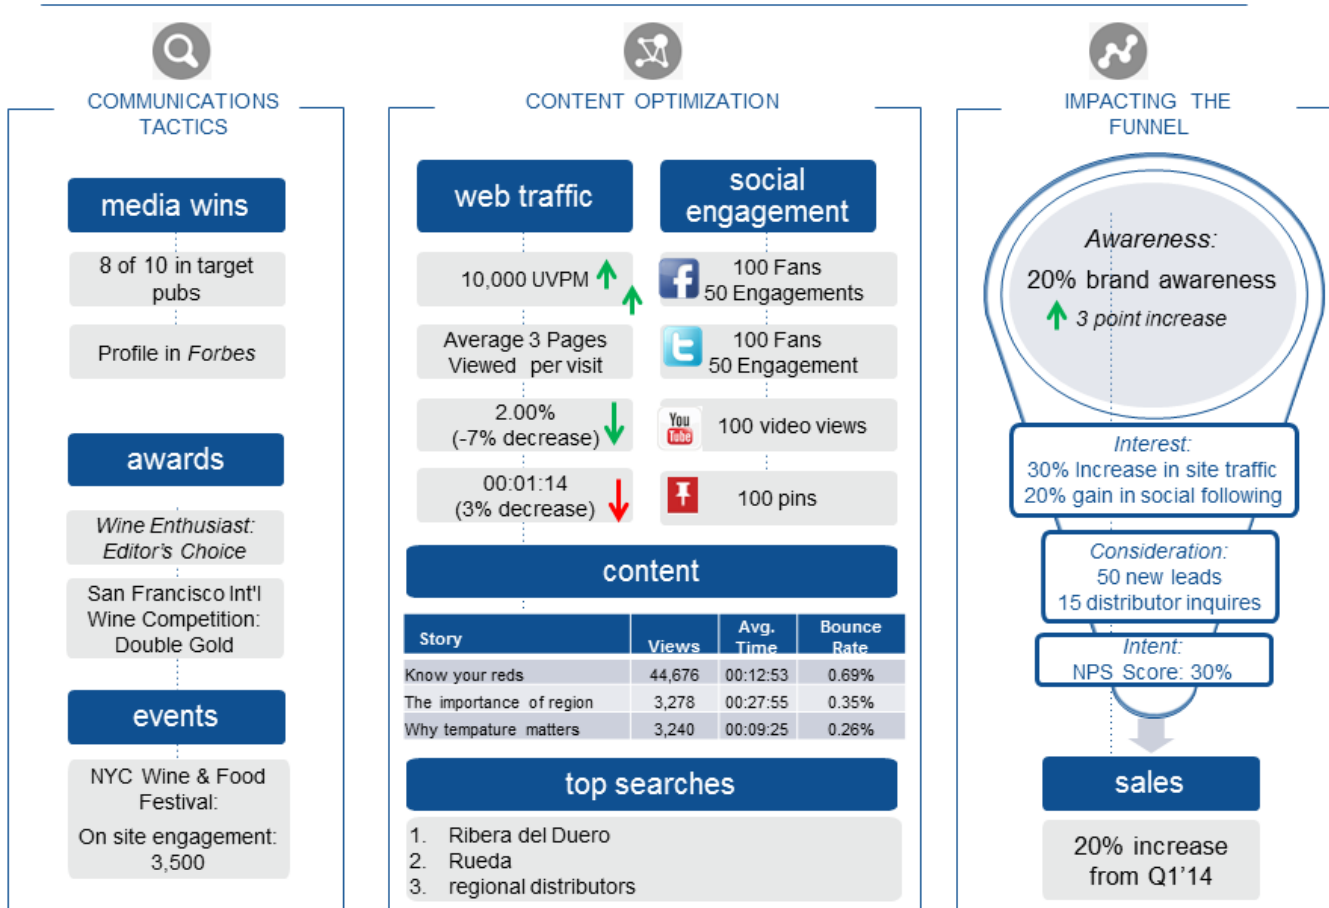 COMMUNICATIONS
TACTICS
media wins
8 of 10 in target
pubs
Profile in Forbes
awards
Wine Enthusiast:
Editor's Choice
San Francisco Int'l
Wine Competition:
Double Gold
events
NYC Wine & Food
Festival:
On site engagement:
3,500
CONTENT OPTIMIZATION
web traffic
10,000 UVPM
Average 3 Pages
Viewed per visit
2.00%
(-7% decrease)
00:01:14
(3% decrease)
social
engagement
f
100 Fans
50 Engagements
t
100 Fans
50 Engagement
You
Tube
100 video views
100 pins
content
Story Views Avg. Time Bounce Rate
Know your reds 44,676 00:12:53 0.69%
The importance of region 3,278 00:27:55 0.35%
Why tempature matters 3,240 00:09:25 0.26%
top searches
1. Ribera del Duero
2. Rueda
3. regional distributors
IMPACTING THE
FUNNEL
Awareness:
20% brand awareness
3 point increase
Interest:
30% Increase in site traffic
20% gain in social following
Consideration:
50 new leads
15 distributor inquires
Intent:
NPS Score: 30%
sales
20% increase
from Q1'14